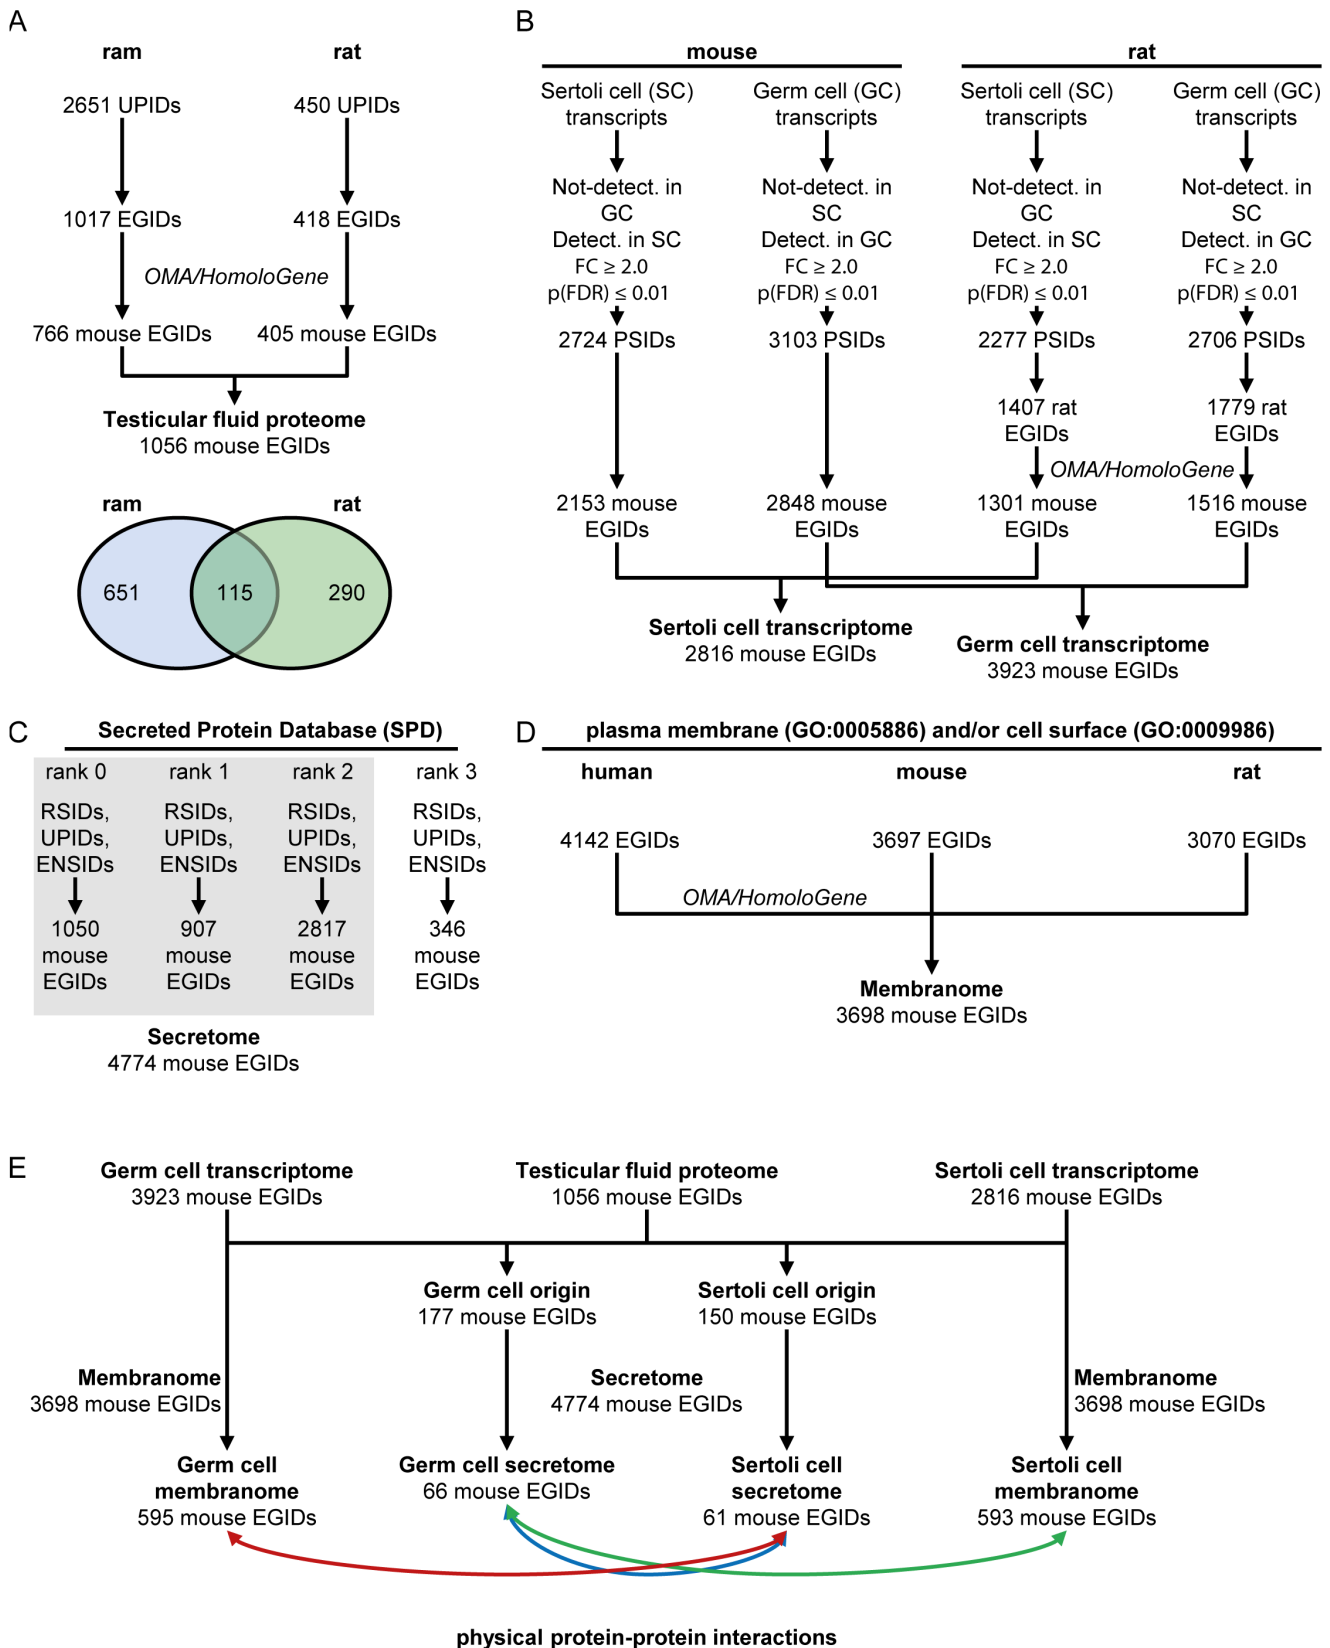 A
ram
rat
2651 UPIDs
450 UPIDs
1017 EGIDs
418 EGIDs
OMA/HomoloGene
766 mouse EGIDs
405 mouse EGIDs
Testicular fluid proteome
1056 mouse EGIDs
ram
rat
651
115
290
B
mouse
rat
Sertoli cell (SC)
transcripts
Germ cell (GC)
transcripts
Sertoli cell (SC)
transcripts
Germ cell (GC)
transcripts
Not-detect. in
GC
Detect. in SC
FC ≥ 2.0
p(FDR) ≤ 0.01
Not-detect. in
SC
Detect. in GC
FC ≥ 2.0
p(FDR) ≤ 0.01
Not-detect. in
GC
Detect. in SC
FC ≥ 2.0
p(FDR) ≤ 0.01
Not-detect. in
SC
Detect. in GC
FC ≥ 2.0
p(FDR) ≤ 0.01
2724 PSIDs
3103 PSIDs
2277 PSIDs
2706 PSIDs
1407 rat
EGIDs
1779 rat
EGIDs
OMA/HomoloGene
2153 mouse
EGIDs
2848 mouse
EGIDs
1301 mouse
EGIDs
1516 mouse
EGIDs
Sertoli cell transcriptome
2816 mouse EGIDs
Germ cell transcriptome
3923 mouse EGIDs
C
Secreted Protein Database (SPD)
rank 0
rank 1
rank 2
rank 3
RSIDs,
UPIDs,
ENSIDs
RSIDs,
UPIDs,
ENSIDs
RSIDs,
UPIDs,
ENSIDs
RSIDs,
UPIDs,
ENSIDs
1050
mouse
EGIDs
907
mouse
EGIDs
2817
mouse
EGIDs
346
mouse
EGIDs
Secretome
4774 mouse EGIDs
D
plasma membrane (GO:0005886) and/or cell surface (GO:0009986)
human
mouse
rat
4142 EGIDs
3697 EGIDs
3070 EGIDs
OMA/HomoloGene
Membranome
3698 mouse EGIDs
E
Germ cell transcriptome
3923 mouse EGIDs
Testicular fluid proteome
1056 mouse EGIDs
Sertoli cell transcriptome
2816 mouse EGIDs
Germ cell origin
177 mouse EGIDs
Sertoli cell origin
150 mouse EGIDs
Membranome
3698 mouse EGIDs
Secretome
4774 mouse EGIDs
Membranome
3698 mouse EGIDs
Germ cell
membranome
595 mouse EGIDs
Germ cell secretome
66 mouse EGIDs
Sertoli cell
secretome
61 mouse EGIDs
Sertoli cell
membranome
593 mouse EGIDs
physical protein-protein interactions